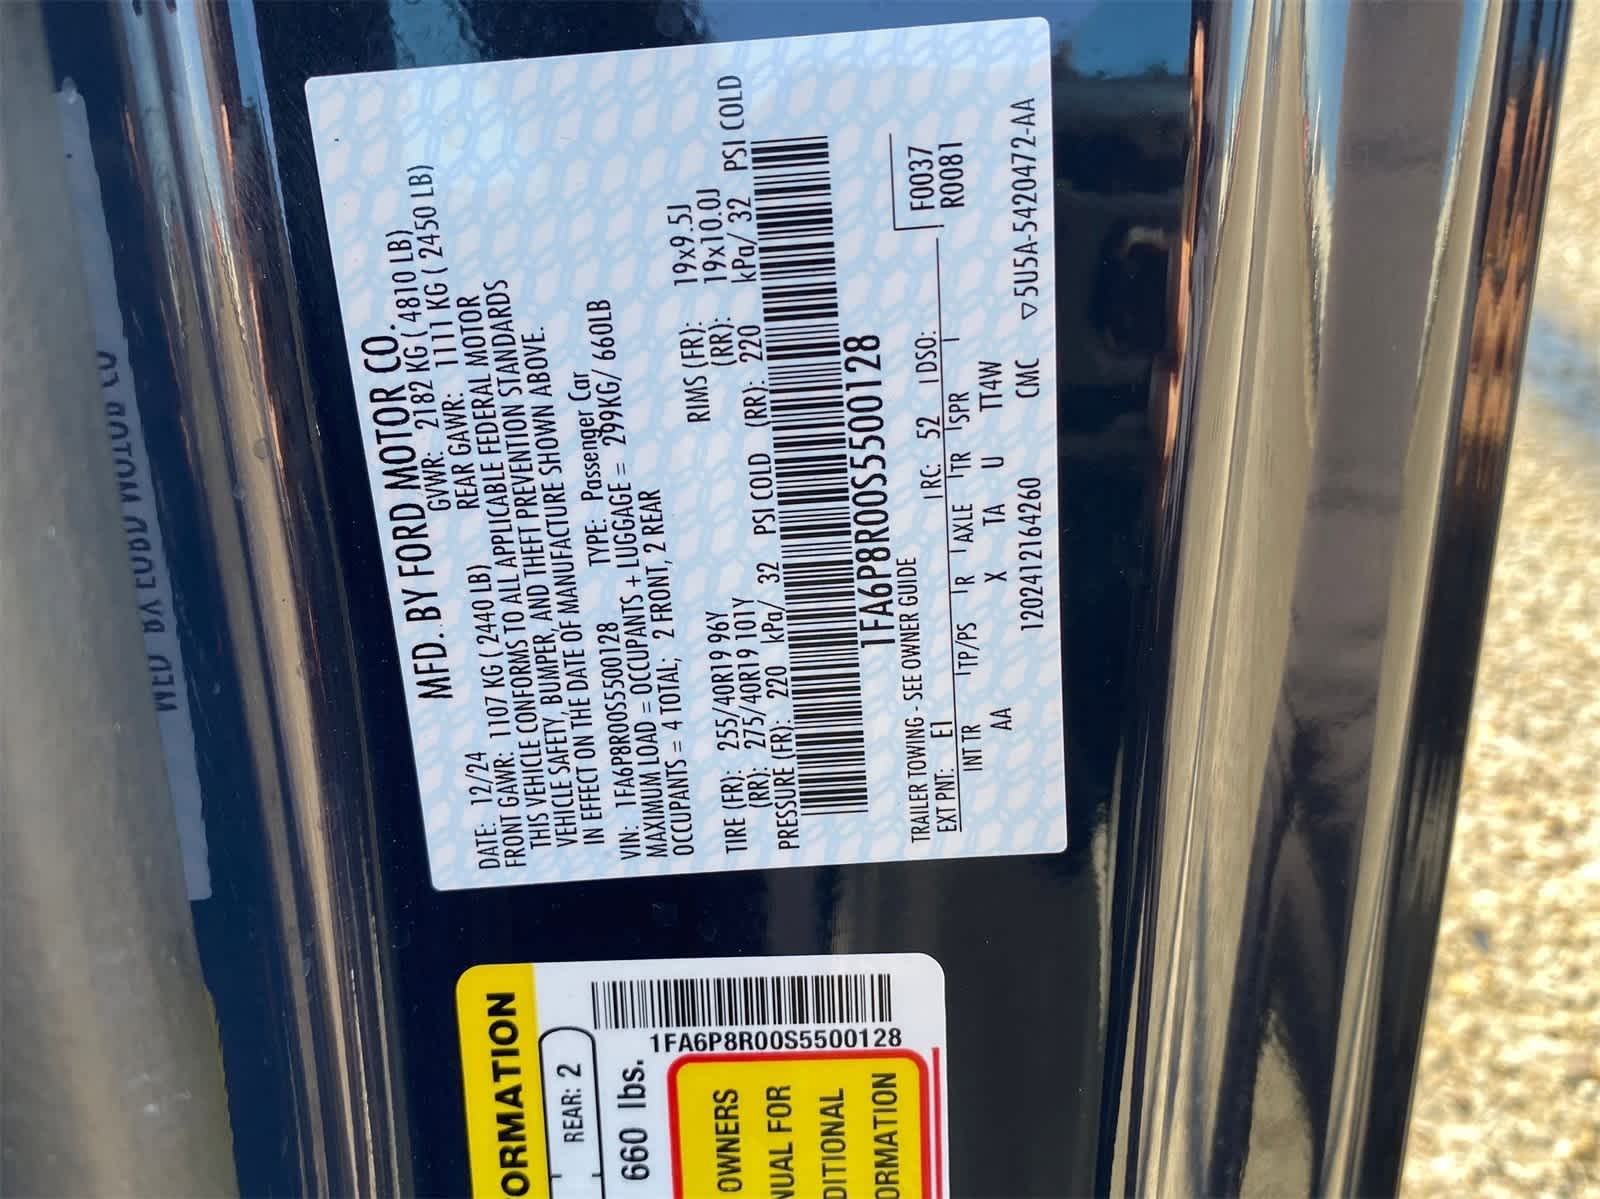 MFD. BY FORD MOTOR CO.
DATE: 12/24 GVWR: 2182 KG ( 4810 LB)
FRONT GAWR: 1107 KG ( 2440 LB) REAR GAWR: 1111 KG ( 2450 LB)
THIS VEHICLE CONFORMS TO ALL APPLICABLE FEDERAL MOTOR
VEHICLE SAFETY, BUMPER, AND THEFT PREVENTION STANDARDS
IN EFFECT ON THE DATE OF MANUFACTURE SHOWN ABOVE.
VIN: 1FA6P8R00S5500128 TYPE: Passenger Car
MAXIMUM LOAD = OCCUPANTS + LUGGAGE = 299KG/ 660LB
OCCUPANTS = 4 TOTAL; 2 FRONT, 2 REAR
TIRE (FR): 255/40R19 96Y RIMS (FR): 19x9.5J
(RR): 275/40R19 101Y (RR): 19x10.0J
PRESSURE (FR): 220 kPa/ 32 PSI COLD (RR): 220 kPa/ 32 PSI COLD
1FA6P8R00S5500128
TRAILER TOWING - SEE OWNER GUIDE
F0037
R0081
EXT PNT: E1 RC: 52 DSO:
INT TR TP/PS R AXLE TR SPR
AA X TA U TT4W
12024121642​60 CMC ▽5U5A-5420472-AA
ORMATION
REAR: 2
660 lbs.
1FA6P8R00S5500128
OWNERS
NUAL FOR
DITIONAL
ORMATION
MFD. BY FORD MOTOR CO